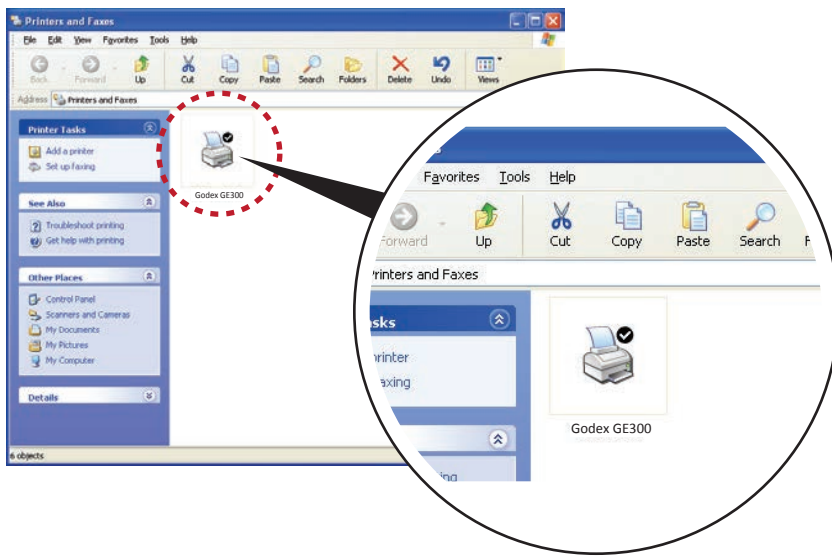 Printers and Faxes
File Edit View Favorites Tools Help
Back Forward Up Cut Copy Paste Search Folders Delete Undo Views
Address Printers and Faxes
Printer Tasks
Add a printer
Set up faxing
See Also
Troubleshoot printing
Get help with printing
Other Places
Control Panel
Scanners and Cameras
My Documents
My Pictures
My Computer
Details
6 objects
Godex GE300
s
Favorites Tools Help
Forward Up Cut Copy Paste Search F
Printers and Faxes
sks
printer
axing
ing
Godex GE300